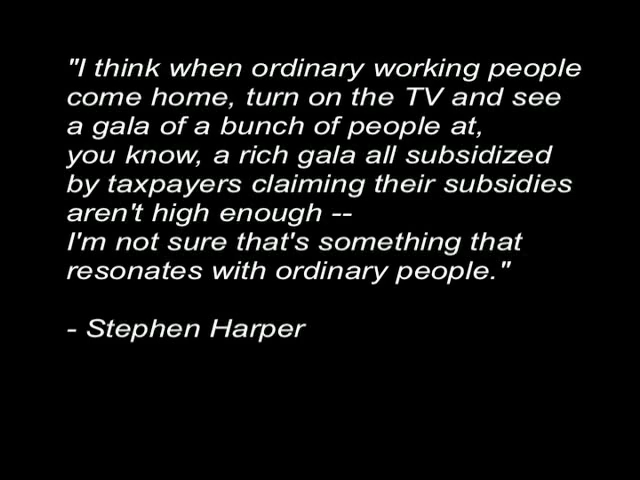 "I think when ordinary working people
come home, turn on the TV and see
a gala of a bunch of people at,
you know, a rich gala all subsidized
by taxpayers claiming their subsidies
aren't high enough --
I'm not sure that's something that
resonates with ordinary people."
- Stephen Harper